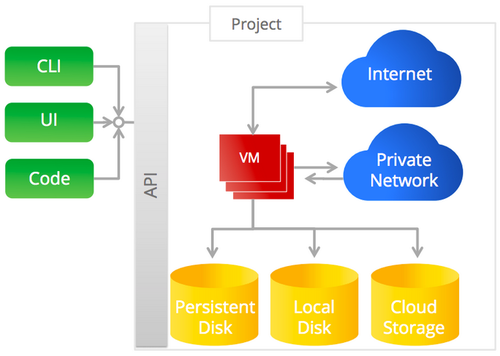 Project
CLI
UI
Code
API
VM
Internet
Private
Network
Persistent
Disk
Local
Disk
Cloud
Storage